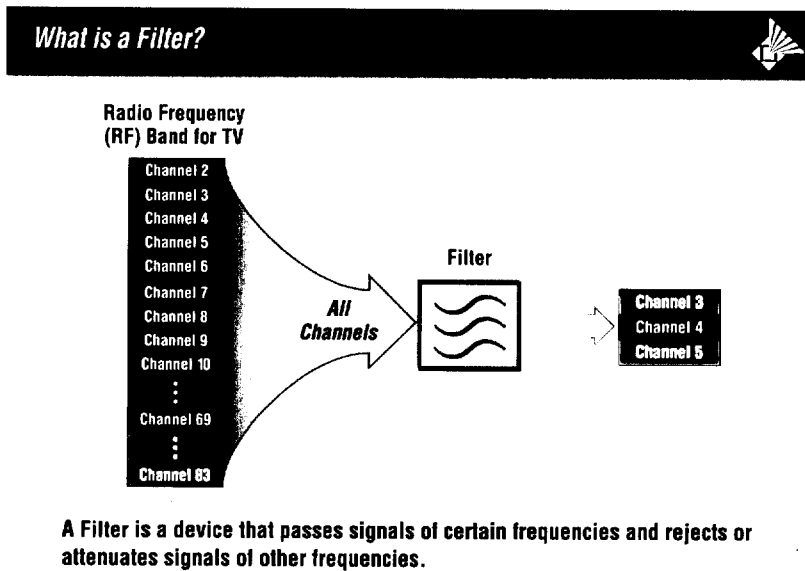 What is a Filter?
Radio Frequency
(RF) Band for TV
Channel 2
Channel 3
Channel 4
Channel 5
Channel 6
Channel 7
Channel 8
Channel 9
Channel 10
Channel 69
Channel 83
All
Channels
Filter
Channel 3
Channel 4
Channel 5
A Filter is a device that passes signals of certain frequencies and rejects or
attenuates signals of other frequencies.